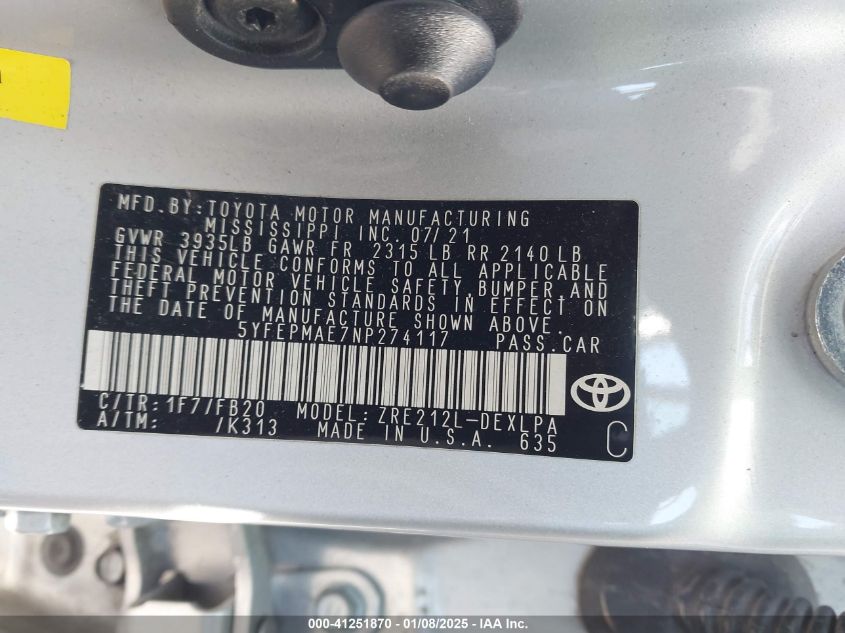 MFD.BY:TOYOTA MOTOR MANUFACTURING
MISSISSIPPI INC. 07/21
GVWR 3935LB GAWR FR 2315 LB RR 2140 LB
THIS VEHICLE CONFORMS TO ALL APPLICABLE
FEDERAL MOTOR VEHICLE SAFETY, BUMPER AND
THEFT PREVENTION STANDARDS IN EFFECT ON
THE DATE OF MANUFACTURE SHOWN ABOVE.
5YFEPMAE7NP274117 PASS.CAR
C/TR: 1F7/FB20 MODEL: ZRE212L-DEXLPA
A/TM: /K313 MADE IN U.S.A. 635
C
000-41251870 - 01/08/2025 - IAA Inc.